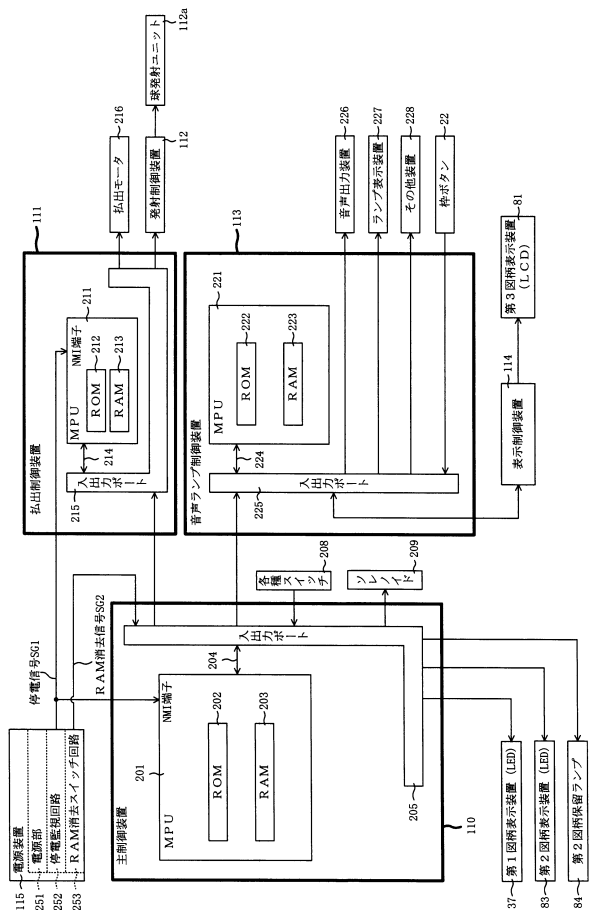 115 電源装置
251 電源部
252 停電監視回路
253 RAM消去スイッチ回路
停電信号SG1
RAM消去信号SG2
主制御装置
110
MPU
201
NMI端子
ROM
202
RAM
203
204
入出力ポート
205
各種スイッチ
208
ソレノイド
209
37 第1図柄表示装置(LED)
83 第2図柄表示装置(LED)
84 第2図柄保留ランプ
払出制御装置
111
MPU
NMI端子
211
ROM
212
RAM
213
214
入出力ポート
215
払出モータ
216
発射制御装置
112
球発射ユニット
112a
音声ランプ制御装置
113
MPU
221
ROM
222
RAM
223
224
入出力ポート
225
音声出力装置
226
ランプ表示装置
227
その他装置
228
枠ボタン
22
表示制御装置
114
第3図柄表示装置
(LCD)
81